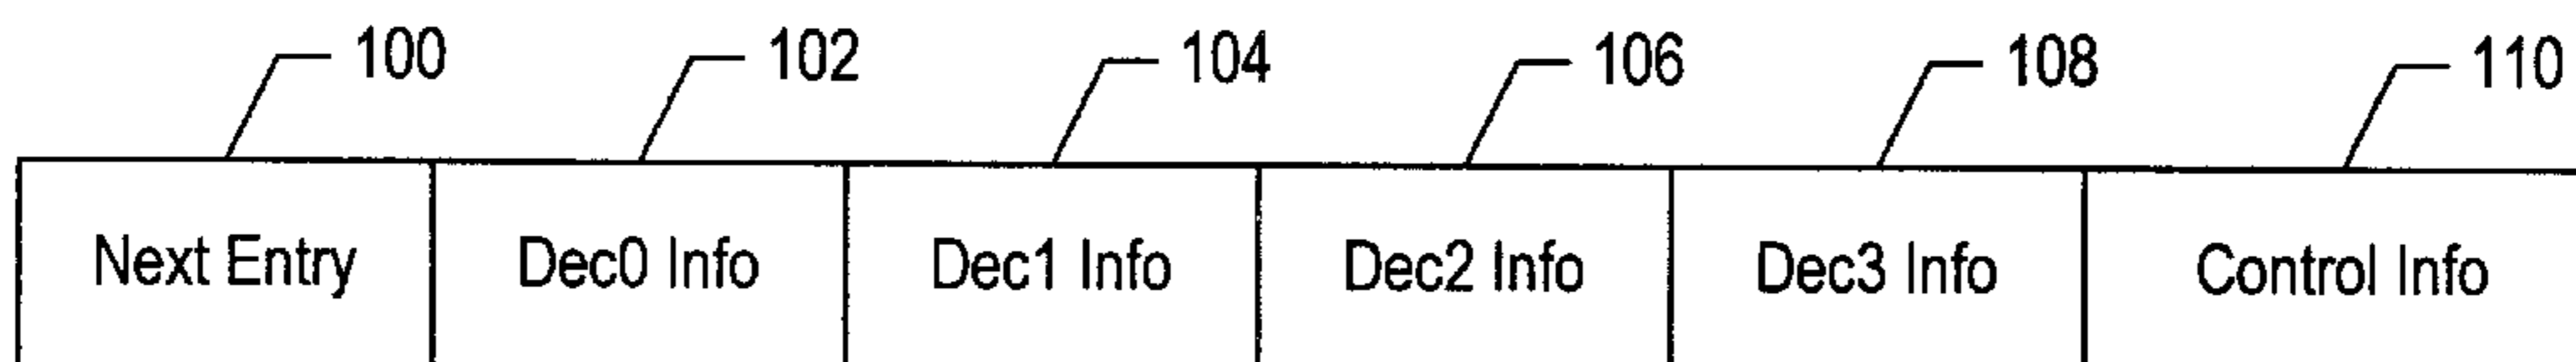 100 102 104 106 108 110
Next Entry Dec0 Info Dec1 Info Dec2 Info Dec3 Info Control Info